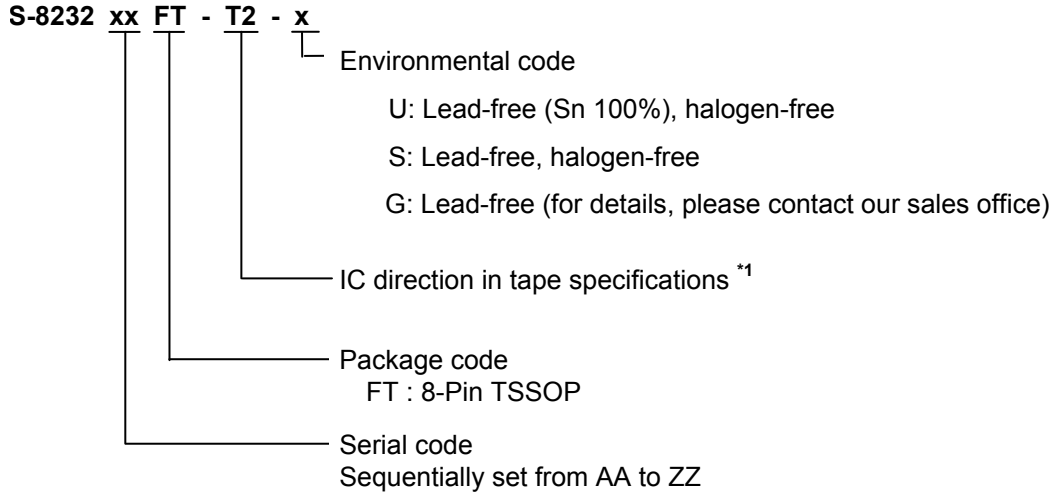 S-8232 xx FT - T2 - x
Environmental code
U: Lead-free (Sn 100%), halogen-free
S: Lead-free, halogen-free
G: Lead-free (for details, please contact our sales office)
IC direction in tape specifications *1
Package code
FT : 8-Pin TSSOP
Serial code
Sequentially set from AA to ZZ